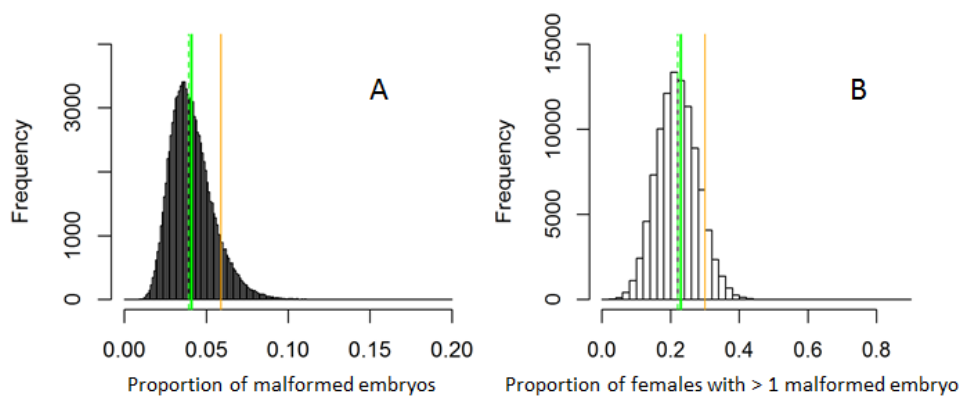 A
Frequency
0
1000
3000
0.00 0.05 0.10 0.15 0.20
Proportion of malformed embryos
B
Frequency
0
5000
10000
15000
0.0 0.2 0.4 0.6 0.8
Proportion of females with > 1 malformed embryo